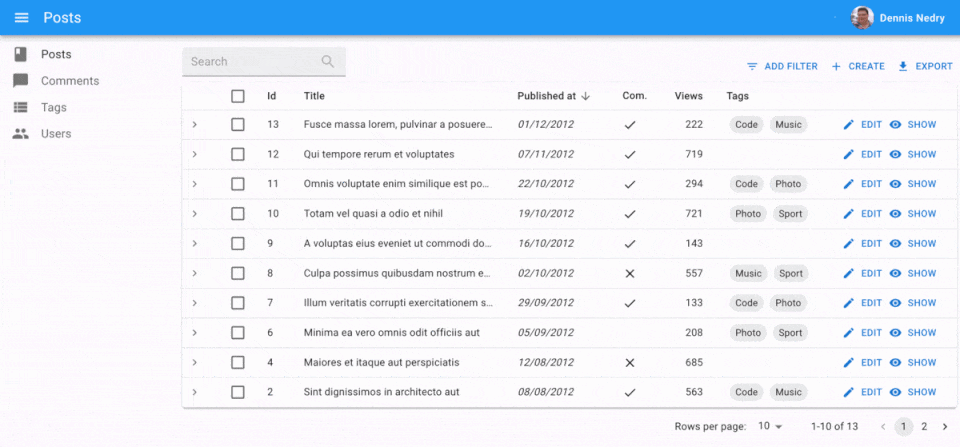 Posts
Dennis Nedry
Posts
Comments
Tags
Users
Search
ADD FILTER CREATE EXPORT
Id Title Published at Com. Views Tags
13 Fusce massa lorem, pulvinar a posuere... 01/12/2012 222 Code Music EDIT SHOW
12 Qui tempore rerum et voluptates 07/11/2012 719 EDIT SHOW
11 Omnis voluptate enim similique est po... 22/10/2012 294 Code Photo EDIT SHOW
10 Totam vel quasi a odio et nihil 19/10/2012 721 Photo Sport EDIT SHOW
9 A voluptas eius eveniet ut commodi do... 16/10/2012 143 EDIT SHOW
8 Culpa possimus quibusdam nostrum e... 02/10/2012 557 Music Sport EDIT SHOW
7 Illum veritatis corrupti exercitationem s... 29/09/2012 133 Code Photo EDIT SHOW
6 Minima ea vero omnis odit officiis aut 05/09/2012 208 Photo Sport EDIT SHOW
4 Maiores et itaque aut perspiciatis 12/08/2012 685 EDIT SHOW
2 Sint dignissimos in architecto aut 08/08/2012 563 Code Music EDIT SHOW
Rows per page: 10 1-10 of 13 1 2